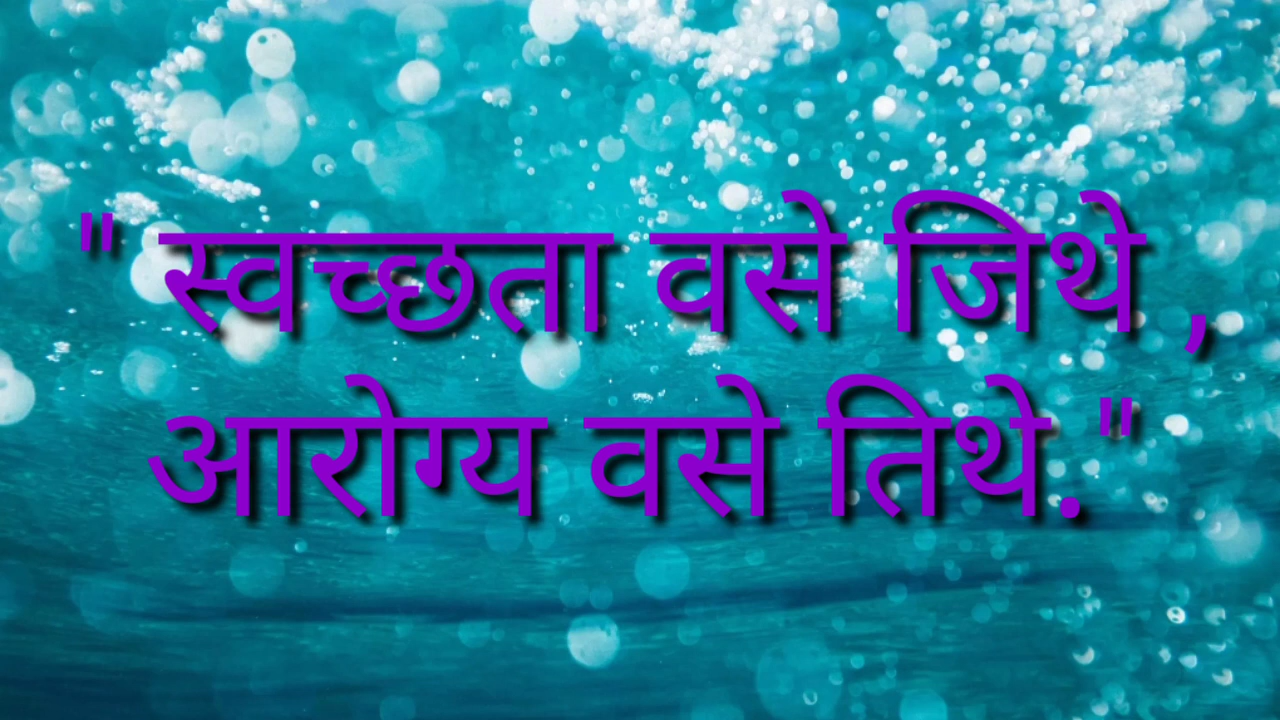 " स्वच्छता वसे जिथे ,
आरोग्य वसे तिथे. "